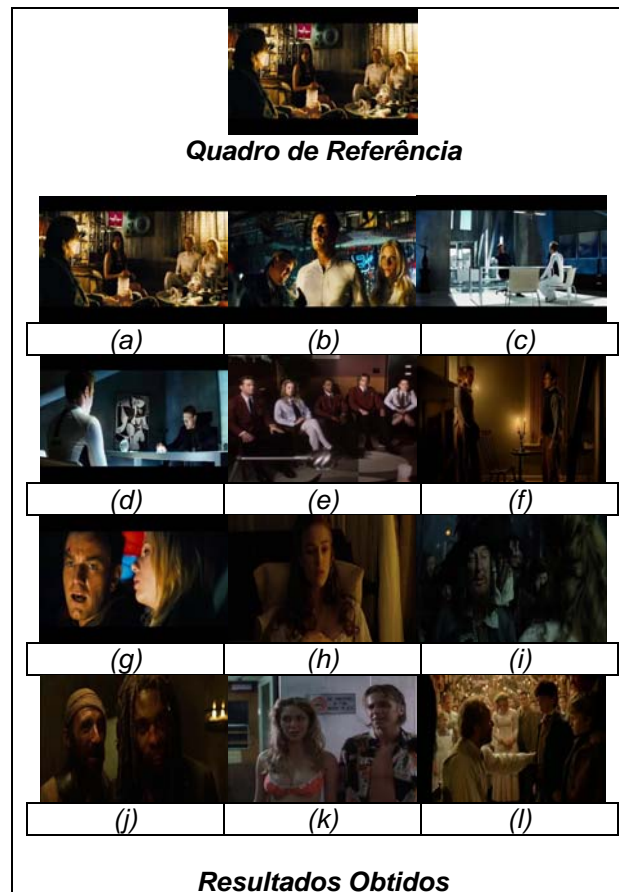 Quadro de Referência
(a) (b) (c)
(d) (e) (f)
(g) (h) (i)
(j) (k) (l)
Resultados Obtidos